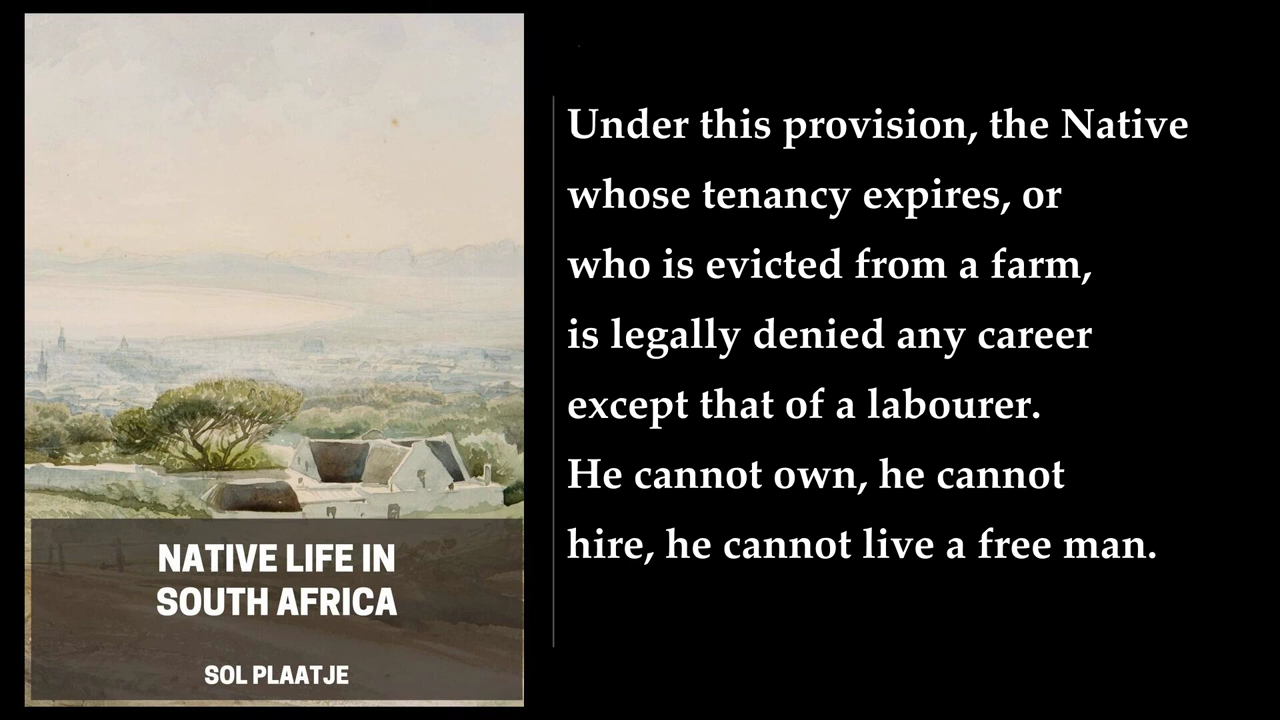 Under this provision, the Native
whose tenancy expires, or
who is evicted from a farm,
is legally denied any career
except that of a labourer.
He cannot own, he cannot
hire, he cannot live a free man.
NATIVE LIFE IN
SOUTH AFRICA
SOL PLAATJE